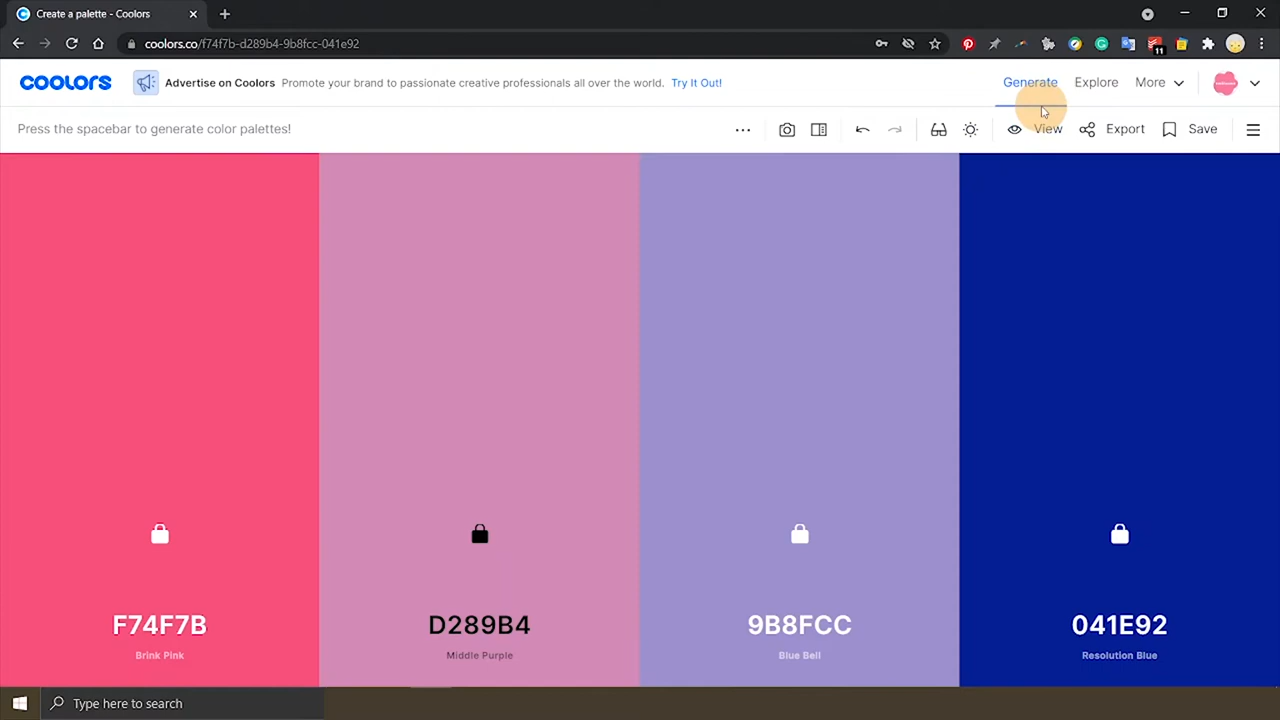 Create a palette - Coolors
coolors.co/f74f7b-d289b4-9b8fcc-041e92
11
coolors
Advertise on Coolors Promote your brand to passionate creative professionals all over the world. Try It Out!
Generate Explore More
Press the spacebar to generate color palettes!
View Export Save
F74F7B D289B4 9B8FCC 041E92
Brink Pink Middle Purple Blue Bell Resolution Blue
Type here to search